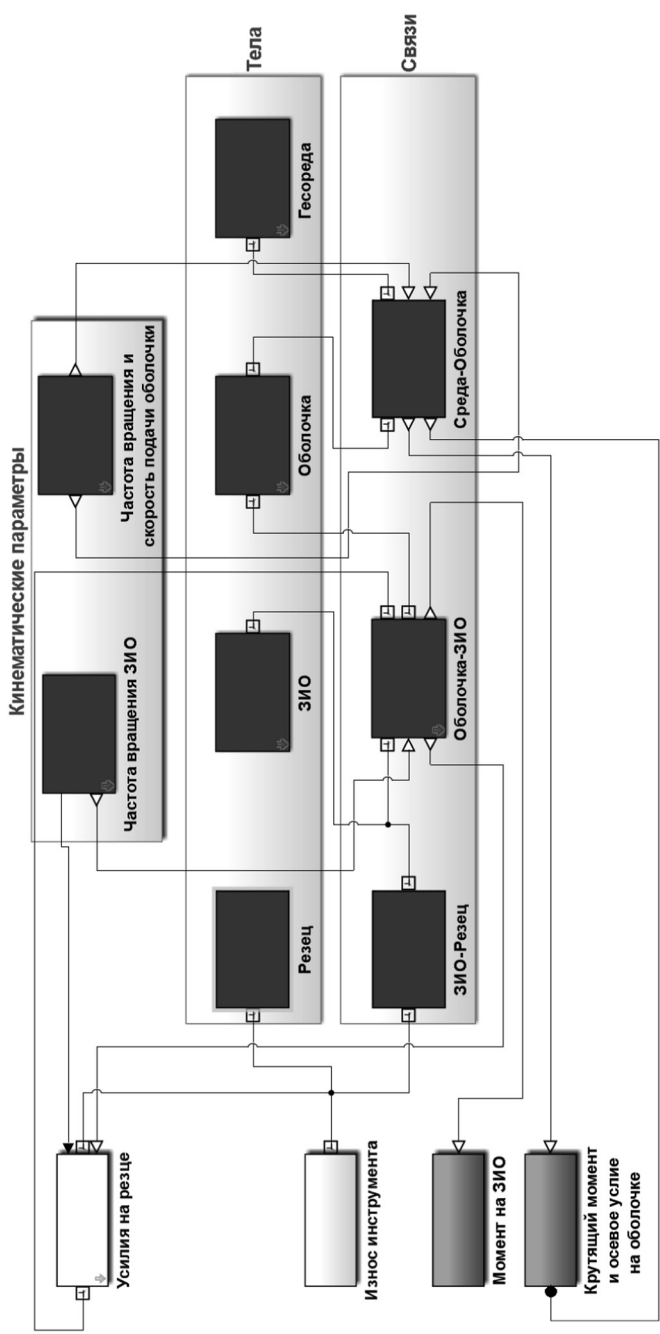 Кинематические параметры
Частота вращения ЗИО
Частота вращения и
скорость подачи оболочки
Усилия на резце
Тела
Резец
ЗИО
Оболочка
Гесореда
Износ инструмента
Связи
ЗИО-Резец
Оболочка-ЗИО
Среда-Оболочка
Момент на ЗИО
Крутящий момент
и осевое услие
на оболочке